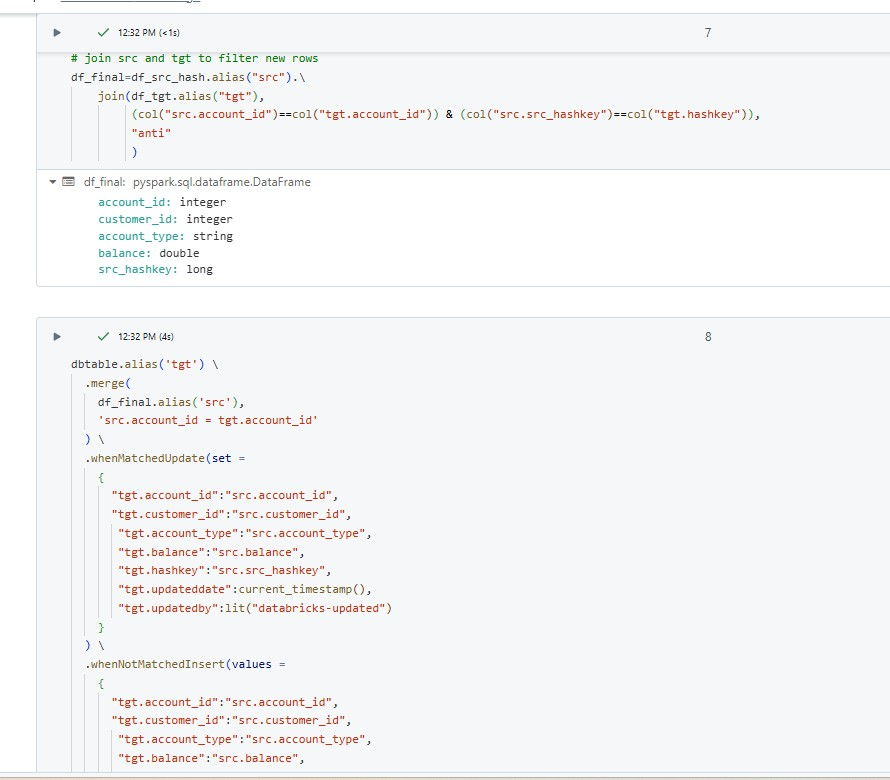 12:32 PM (<1s)
7
# join src and tgt to filter new rows
df_final=df_src_hash.alias("src").\
join(df_tgt.alias("tgt"),
(col("src.account_id")==col("tgt.account_id")) & (col("src.src_hashkey")==col("tgt.hashkey")),
"anti"
)
df_final: pyspark.sql.dataframe.DataFrame
account_id: integer
customer_id: integer
account_type: string
balance: double
src_hashkey: long
12:32 PM (4s)
8
dbtable.alias('tgt') \
.merge(
df_final.alias('src'),
'src.account_id = tgt.account_id'
) \
.whenMatchedUpdate(set =
{
"tgt.account_id":"src.account_id",
"tgt.customer_id":"src.customer_id",
"tgt.account_type":"src.account_type",
"tgt.balance":"src.balance",
"tgt.hashkey":"src.src_hashkey",
"tgt.updateddate":current_timestamp(),
"tgt.updatedby":lit("databricks-updated")
}
) \
.whenNotMatchedInsert(values =
{
"tgt.account_id":"src.account_id",
"tgt.customer_id":"src.customer_id",
"tgt.account_type":"src.account_type",
"tgt.balance":"src.balance",